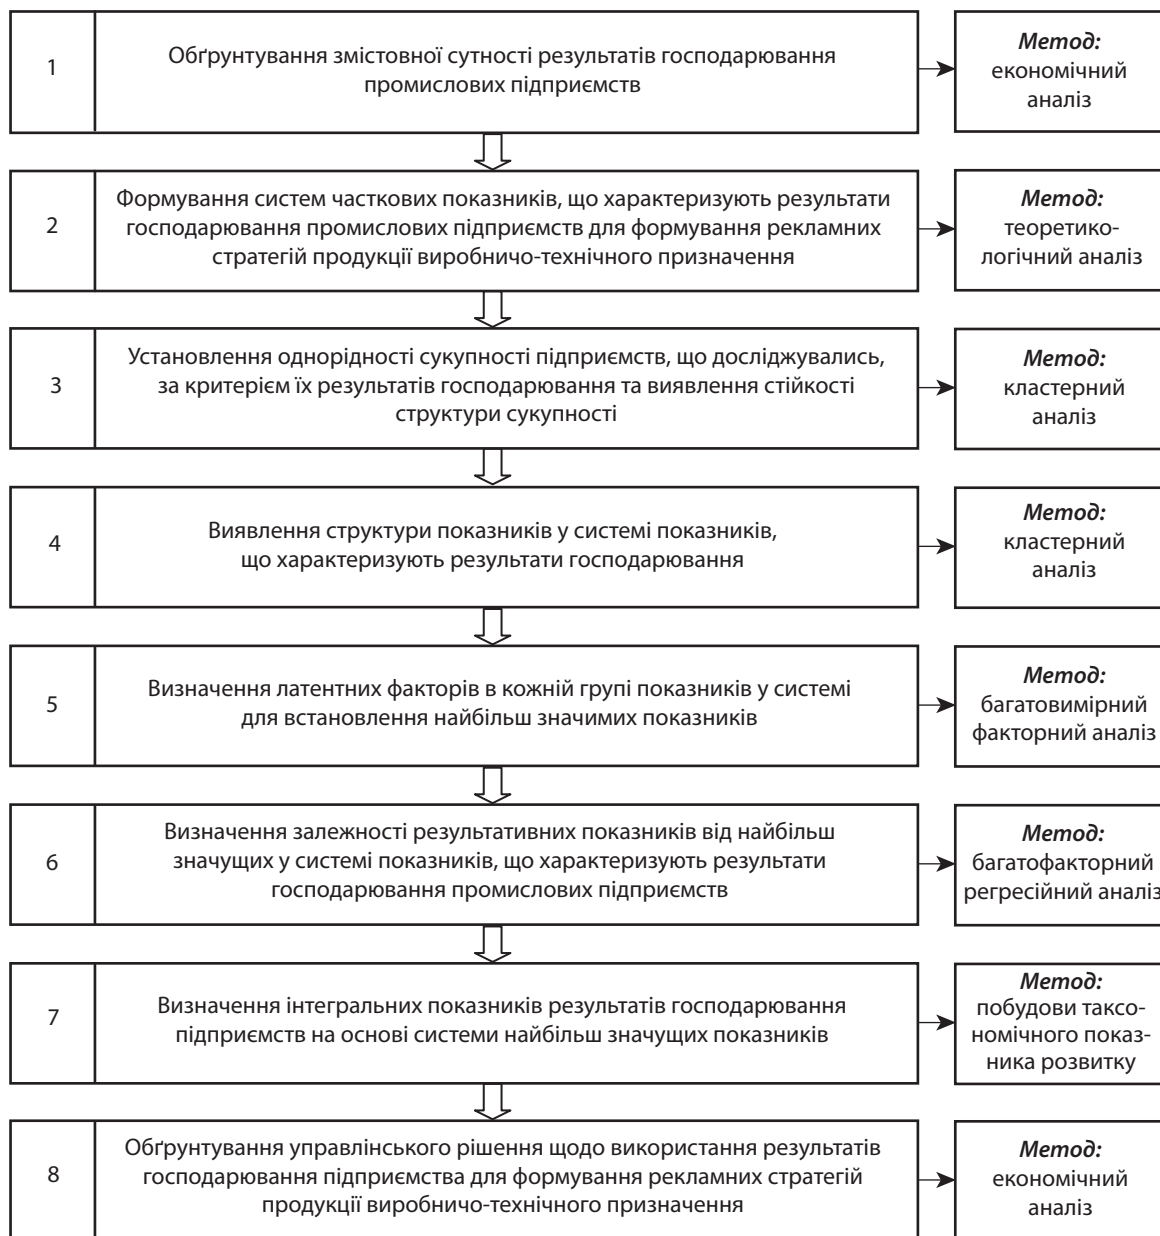 1
Обґрунтування змістовної сутності результатів господарювання
промислових підприємств
Метод:
економічний
аналіз
2
Формування систем часткових показників, що характеризують результати
господарювання промислових підприємств для формування рекламних
стратегій продукції виробничо-технічного призначення
Метод:
теоретико-
логічний аналіз
3
Установлення однорідності сукупності підприємств, що досліджувались,
за критерієм їх результатів господарювання та виявлення стійкості
структури сукупності
Метод:
кластерний
аналіз
4
Виявлення структури показників у системі показників,
що характеризують результати господарювання
Метод:
кластерний
аналіз
5
Визначення латентних факторів в кожній групі показників у системі
для встановлення найбільш значимих показників
Метод:
багатовимірний
факторний аналіз
6
Визначення залежності результативних показників від найбільш
значущих у системі показників, що характеризують результати
господарювання промислових підприємств
Метод:
багатофакторний
регресійний аналіз
7
Визначення інтегральних показників результатів господарювання
підприємств на основі системи найбільш значущих показників
Метод:
побудови таксо-
номічного показ-
ника розвитку
8
Обґрунтування управлінського рішення щодо використання результатів
господарювання підприємства для формування рекламних стратегій
продукції виробничо-технічного призначення
Метод:
економічний
аналіз